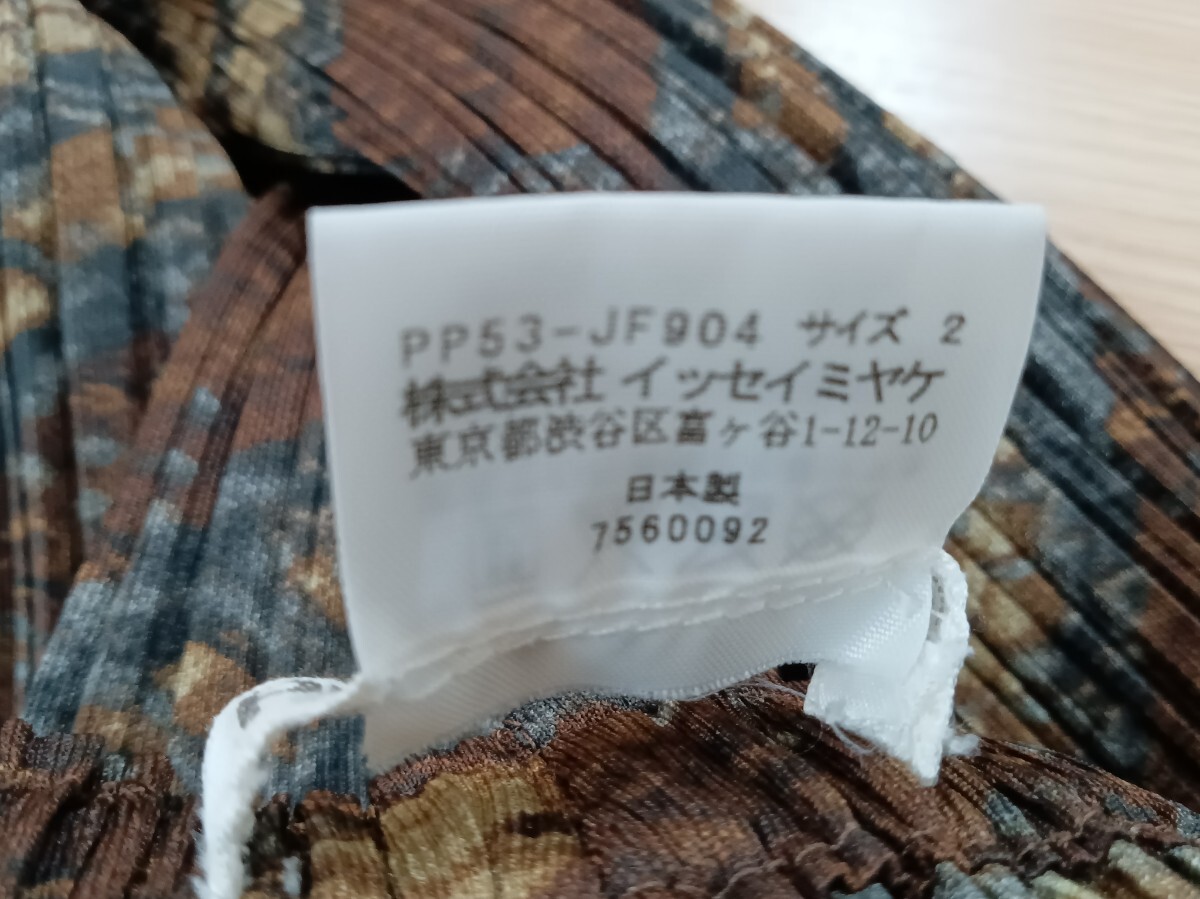 PP53-JF904 サイズ 2
株式会社 イッセイミヤケ
東京都渋谷区富ヶ谷1-12-10
日本製
7560092